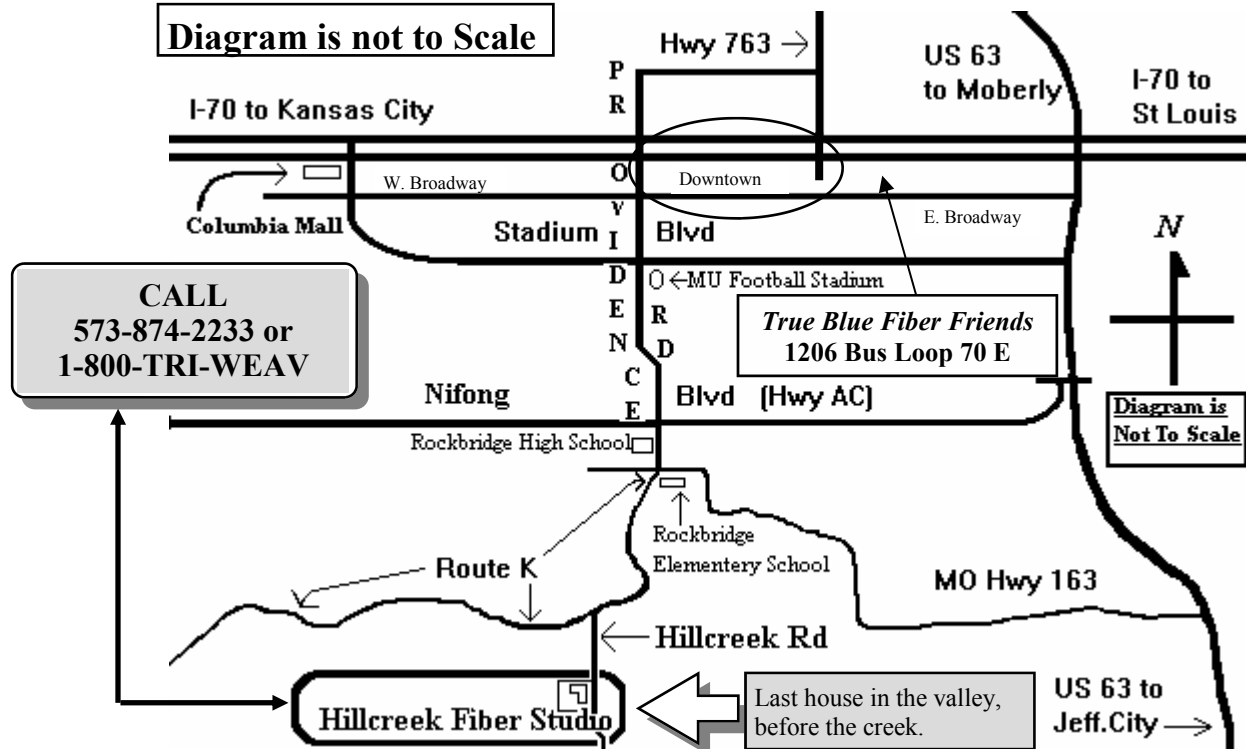 Diagram is not to Scale
Hwy 763
US 63
to Moberly
I-70 to
St Louis
I-70 to Kansas City
PROVIDENCE RD
W. Broadway
Downtown
E. Broadway
Columbia Mall
Stadium Blvd
N
MU Football Stadium
CALL
573-874-2233 or
1-800-TRI-WEAV
True Blue Fiber Friends
1206 Bus Loop 70 E
Nifong Blvd (Hwy AC)
Diagram is
Not To Scale
Rockbridge High School
Rockbridge
Elementery School
Route K
MO Hwy 163
Hillcreek Rd
Hillcreek Fiber Studio
Last house in the valley,
before the creek.
US 63 to
Jeff.City